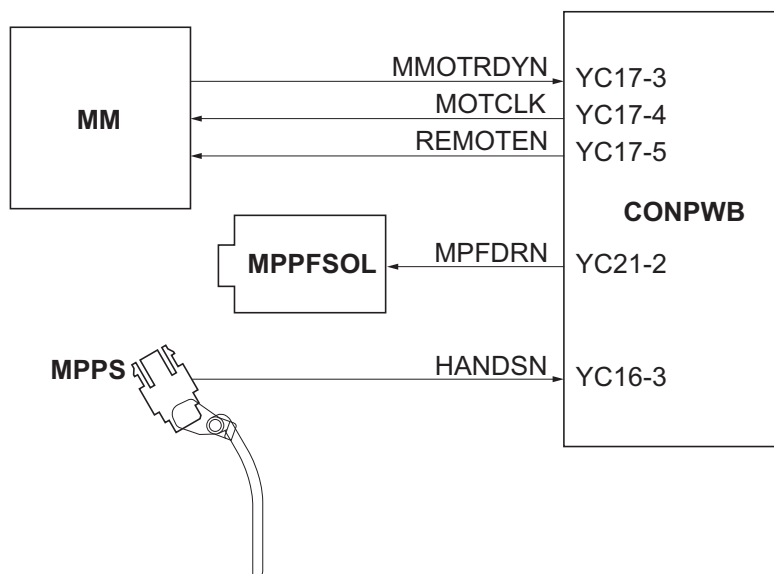 MMOTRDYN YC17-3
MM MOTCLK YC17-4
REMOTEN YC17-5
CONPWB
MPPFSOL MPFDRN YC21-2
MPPS HANDSN YC16-3